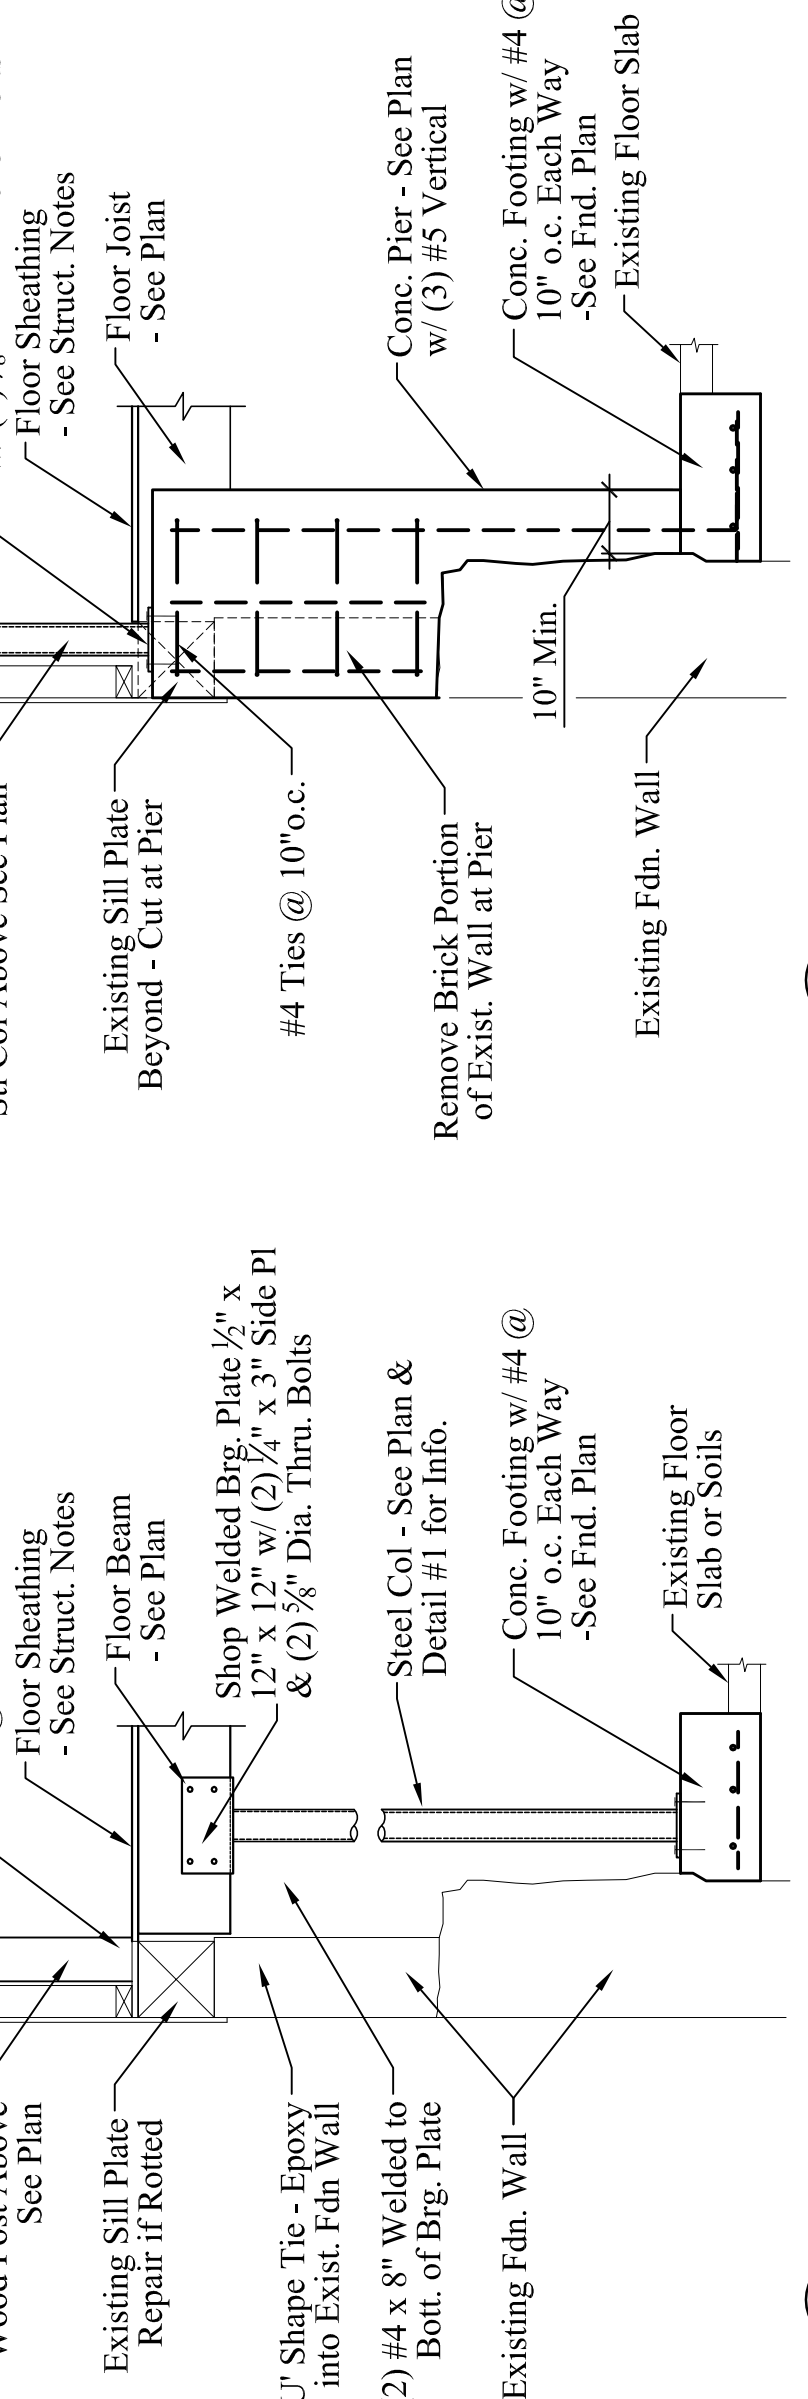 Floor Sheathing
- See Struct. Notes
Floor Joist
- See Plan
Conc. Pier - See Plan
w/ (3) #5 Vertical
Conc. Footing w/ #4 @
10" o.c. Each Way
-See Fnd. Plan
Existing Floor Slab
See Plan
Existing Sill Plate
Beyond - Cut at Pier
#4 Ties @ 10"o.c.
Remove Brick Portion
of Exist. Wall at Pier
10" Min.
Existing Fdn. Wall
Floor Sheathing
- See Struct. Notes
Floor Beam
- See Plan
Shop Welded Brg. Plate ½" x
12" x 12" w/ (2) ¼" x 3" Side Pl
& (2) ⅝" Dia. Thru. Bolts
Steel Col - See Plan &
Detail #1 for Info.
Conc. Footing w/ #4 @
10" o.c. Each Way
-See Fnd. Plan
Existing Floor
Slab or Soils
Wood Post Above
See Plan
Existing Sill Plate
Repair if Rotted
U' Shape Tie - Epoxy
into Exist. Fdn Wall
2) #4 x 8" Welded to
Bott. of Brg. Plate
Existing Fdn. Wall